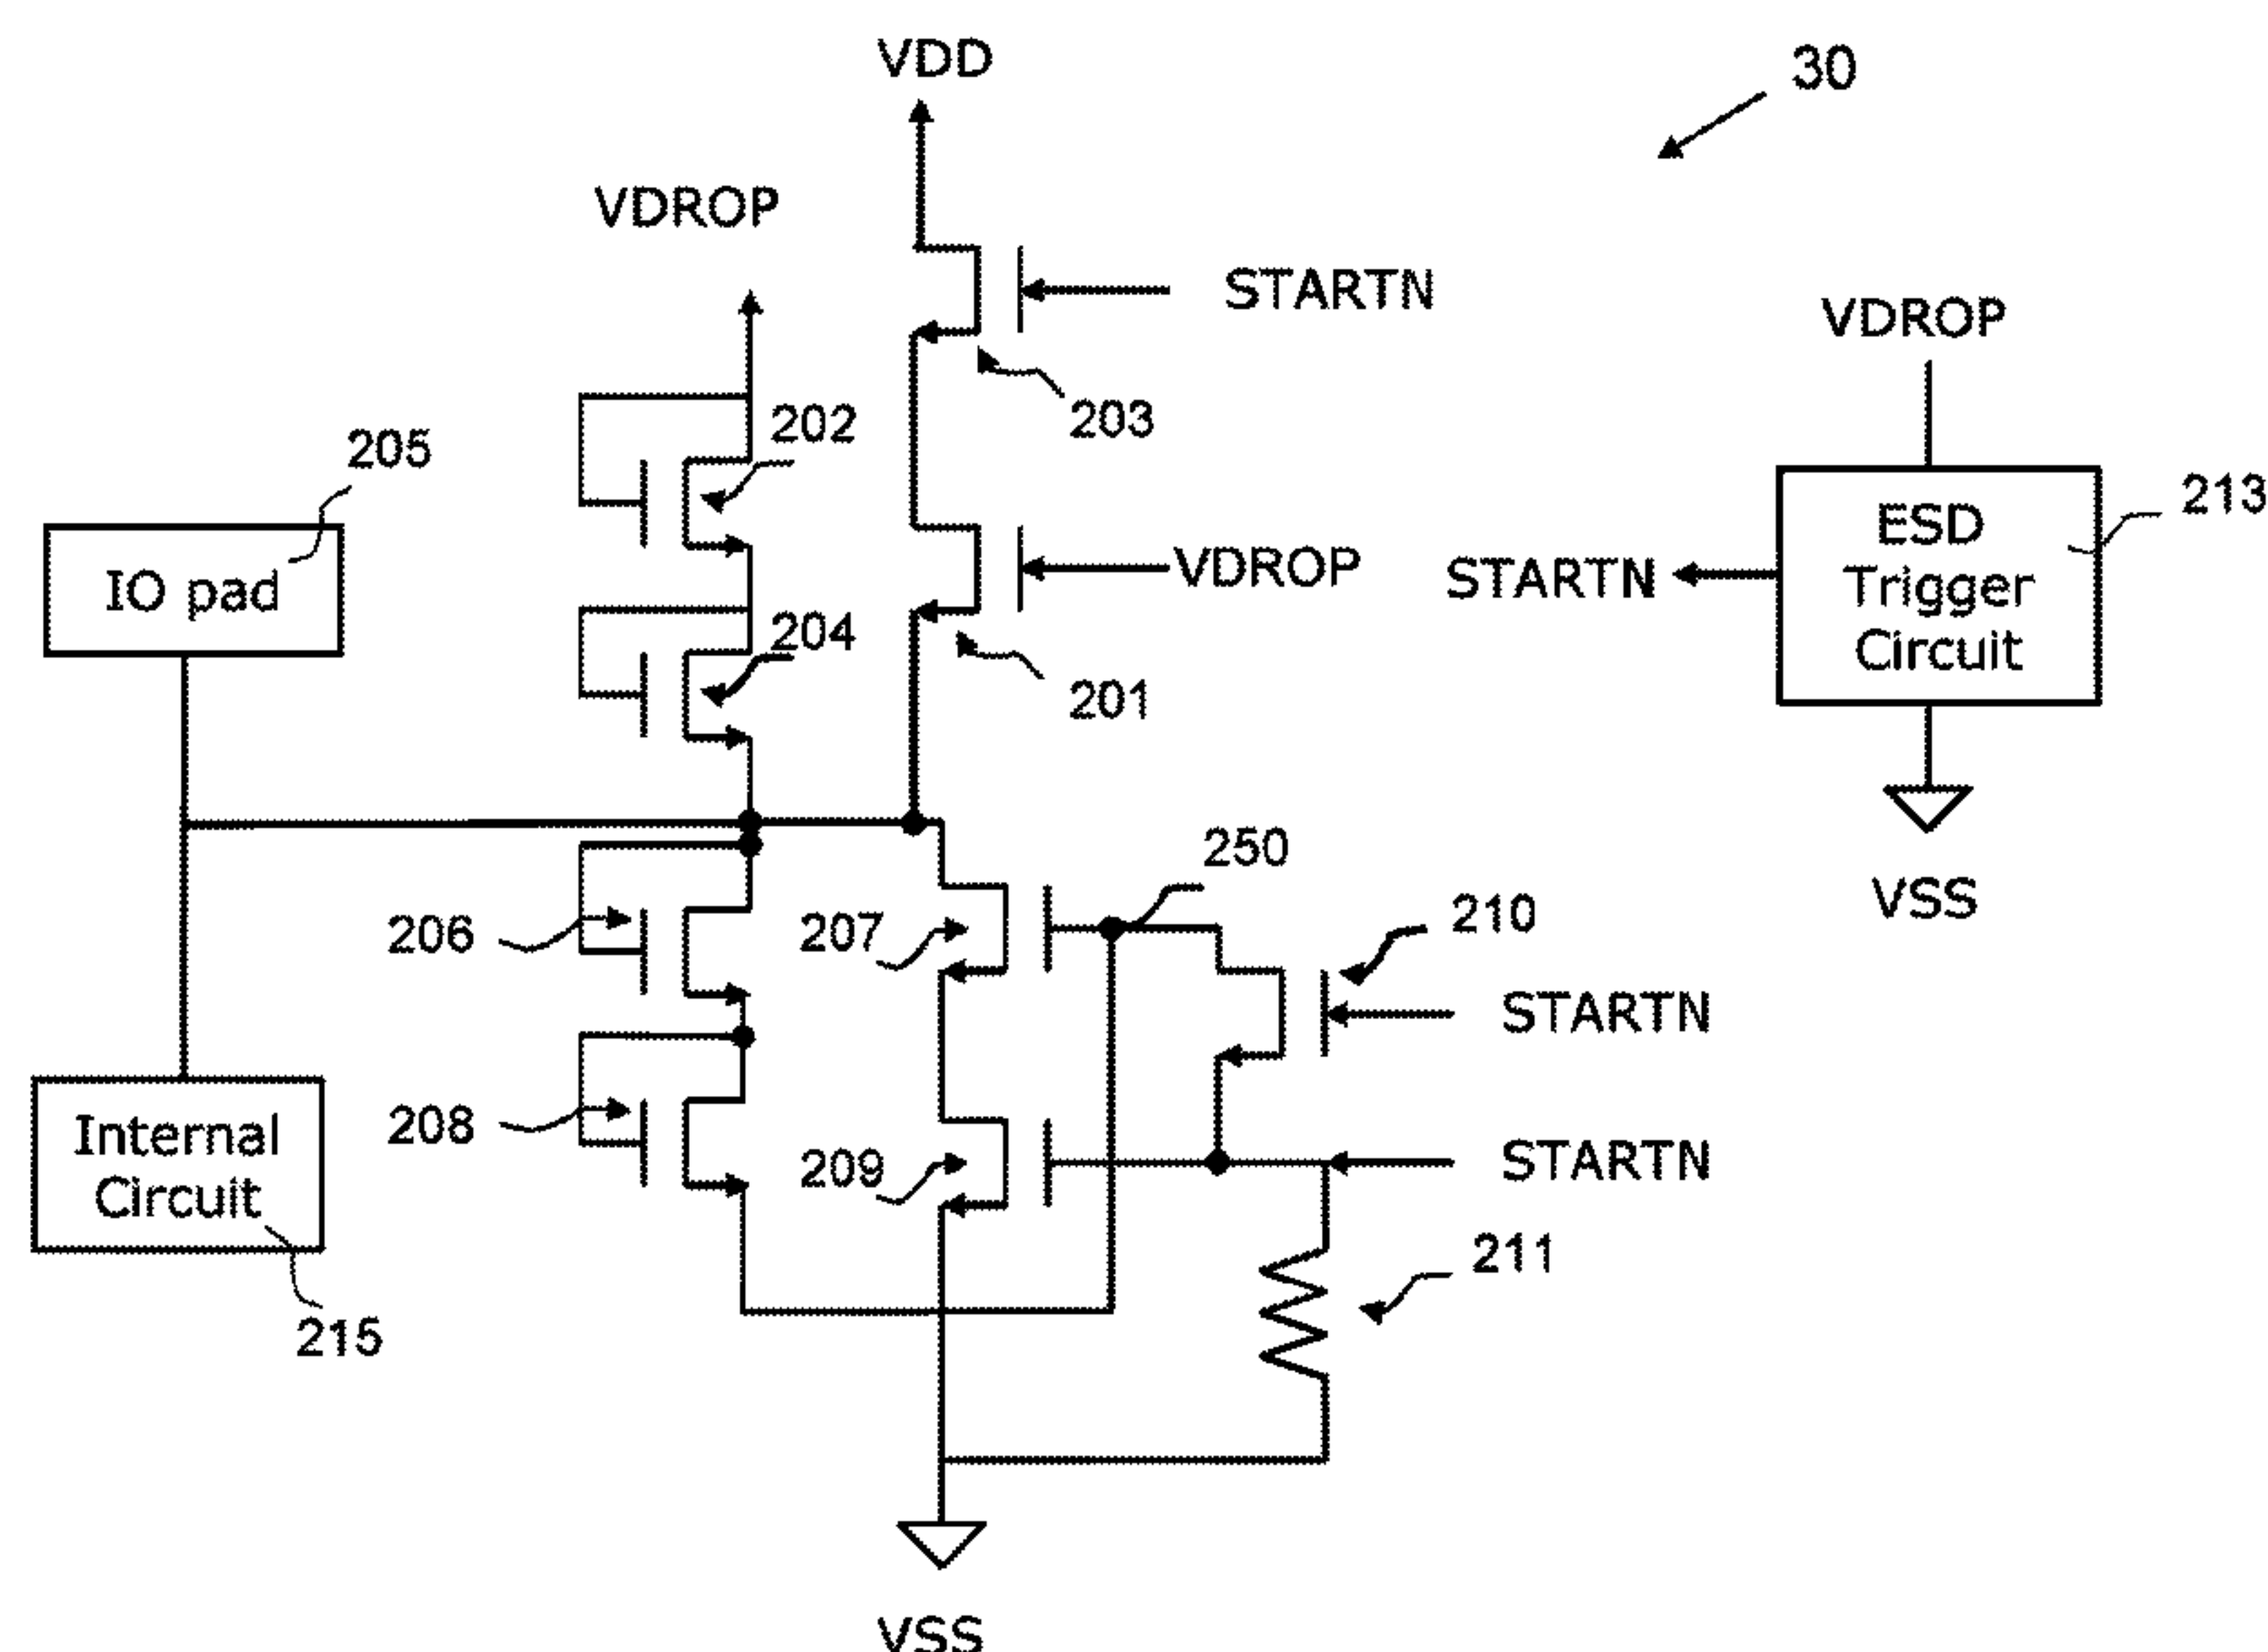 VDD
30
VDROP
STARTN
VDROP
203
202
205
213
ESD
Trigger
Circuit
IO pad
VDROP
STARTN
204
201
250
VSS
206
207
210
STARTN
208
209
STARTN
Internal
Circuit
211
215
VSS